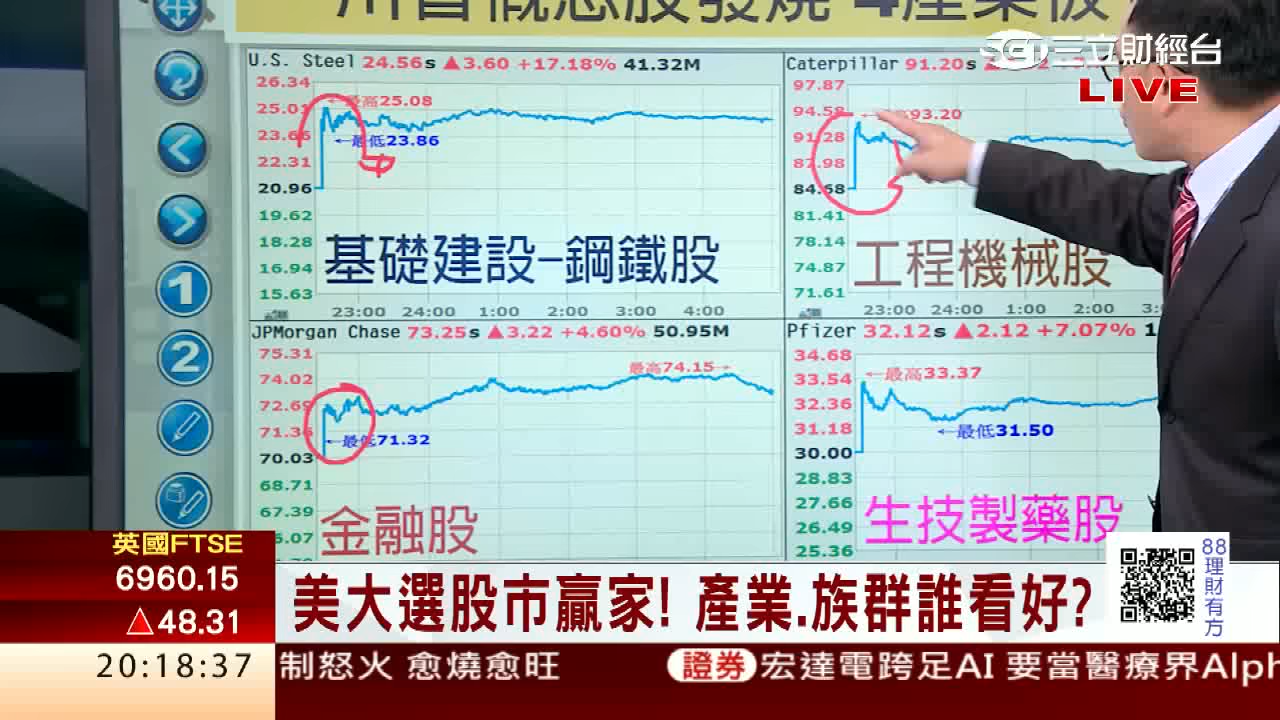 川普概念股發燒 4產業
SET 三立財經台
LIVE
U.S. Steel 24.56s ▲3.60 +17.18% 41.32M
26.34
25.01
23.66
22.31
20.96
19.62
18.28
16.94
15.63
最高25.08
←最低23.86
基礎建設-鋼鐵股
23:00 24:00 1:00 2:00 3:00 4:00
Caterpillar 91.20s
97.87
94.58
91.28
87.98
84.58
81.41
78.14
74.87
71.61
93.20
工程機械股
23:00 24:00 1:00 2:00
JPMorgan Chase 73.25s ▲3.22 +4.60% 50.95M
75.31
74.02
72.69
71.36
70.03
68.71
67.39
最高74.15→
←最低71.32
金融股
Pfizer 32.12s ▲2.12 +7.07%
34.68
33.54
32.36
31.18
30.00
28.83
27.66
26.49
25.36
←最高33.37
←最低31.50
生技製藥股
1
2
英國FTSE
6960.15
△48.31
美大選股市贏家! 產業.族群誰看好?
88理財有方
20:18:37
制怒火 愈燒愈旺 證券 宏達電跨足AI 要當醫療界Alph